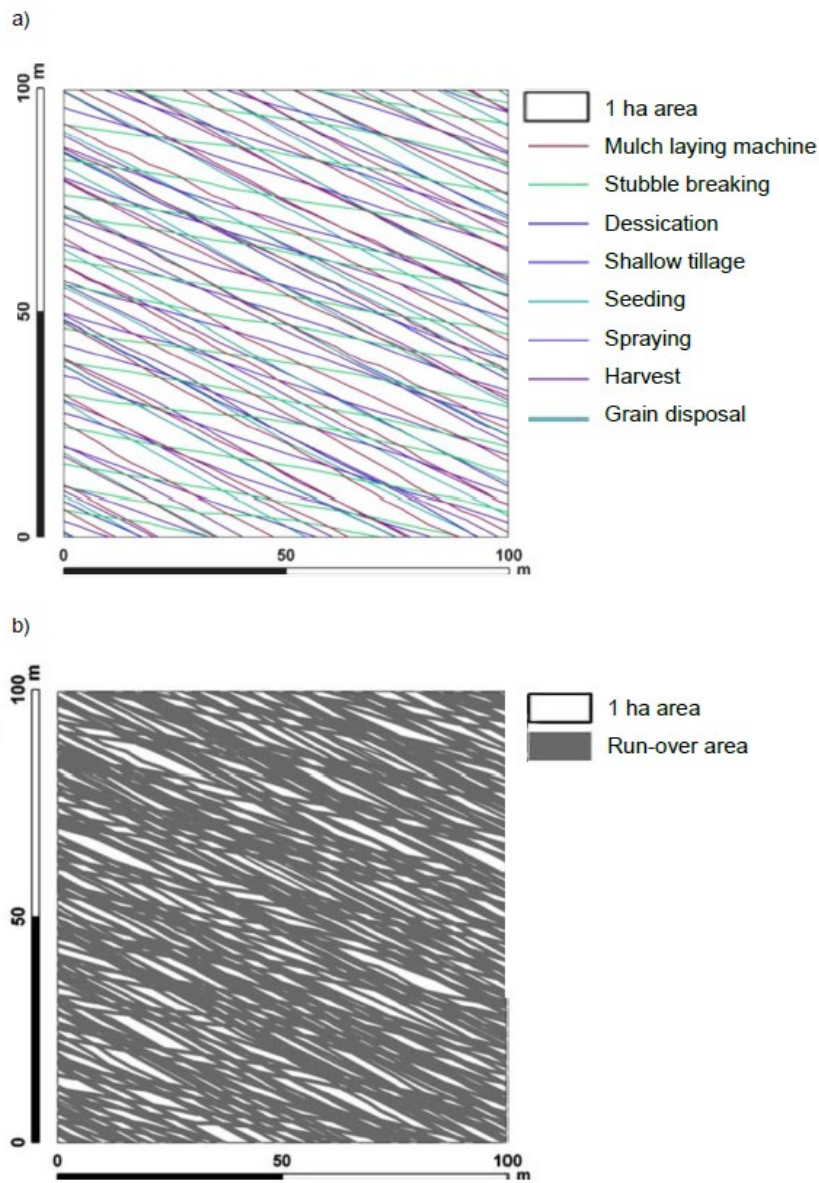 a)
100 m
1 ha area
Mulch laying machine
Stubble breaking
Dessication
Shallow tillage
50
Seeding
Spraying
Harvest
Grain disposal
0
0 50 100 m
b)
100 m
1 ha area
Run-over area
50
0
0 50 100 m